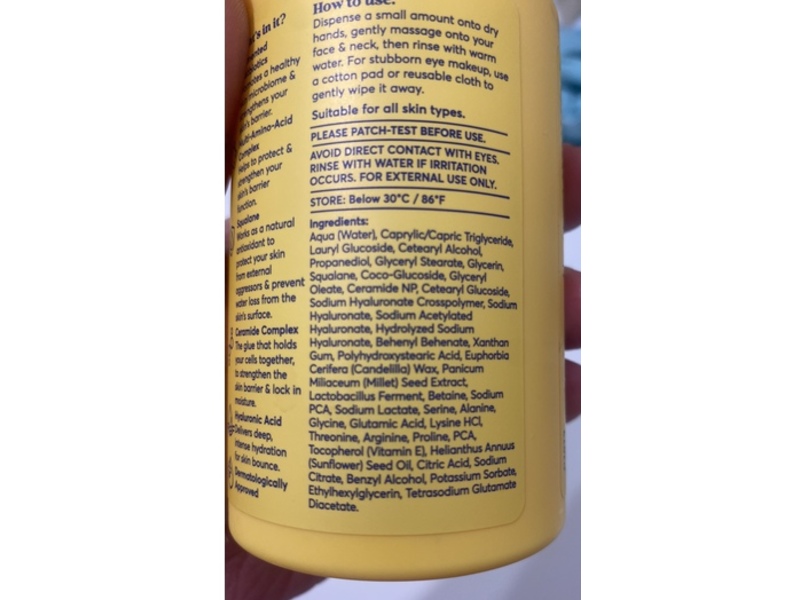 s in it?
biotics
a healthy
microbiome &
your
skin's barrier.
Multi-Amino-Acid
Complex
Helps to protect &
strengthen your
skin's barrier
function.
Squalane
Works as a natural
antioxidant to
protect your skin
from external
aggressors & prevent
water loss from the
skin's surface.
Ceramide Complex
The glue that holds
your cells together,
to strengthen the
skin barrier & lock in
moisture.
Hyaluronic Acid
Delivers deep,
intense hydration
for skin bounce.
Dermatologically
Approved
How to use:
Dispense a small amount onto dry
hands, gently massage onto your
face & neck, then rinse with warm
water. For stubborn eye makeup, use
a cotton pad or reusable cloth to
gently wipe it away.
Suitable for all skin types.
PLEASE PATCH-TEST BEFORE USE.
AVOID DIRECT CONTACT WITH EYES.
RINSE WITH WATER IF IRRITATION
OCCURS. FOR EXTERNAL USE ONLY.
STORE: Below 30°C / 86°F
Ingredients:
Aqua (Water), Caprylic/Capric Triglyceride,
Lauryl Glucoside, Cetearyl Alcohol,
Propanediol, Glyceryl Stearate, Glycerin,
Squalane, Coco-Glucoside, Glyceryl
Oleate, Ceramide NP, Cetearyl Glucoside,
Sodium Hyaluronate Crosspolymer, Sodium
Hyaluronate, Sodium Acetylated
Hyaluronate, Hydrolyzed Sodium
Hyaluronate, Behenyl Behenate, Xanthan
Gum, Polyhydroxystearic Acid, Euphorbia
Cerifera (Candelilla) Wax, Panicum
Miliaceum (Millet) Seed Extract,
Lactobacillus Ferment, Betaine, Sodium
PCA, Sodium Lactate, Serine, Alanine,
Glycine, Glutamic Acid, Lysine HCl,
Threonine, Arginine, Proline, PCA,
Tocopherol (Vitamin E), Helianthus Annuus
(Sunflower) Seed Oil, Citric Acid, Sodium
Citrate, Benzyl Alcohol, Potassium Sorbate,
Ethylhexylglycerin, Tetrasodium Glutamate
Diacetate.